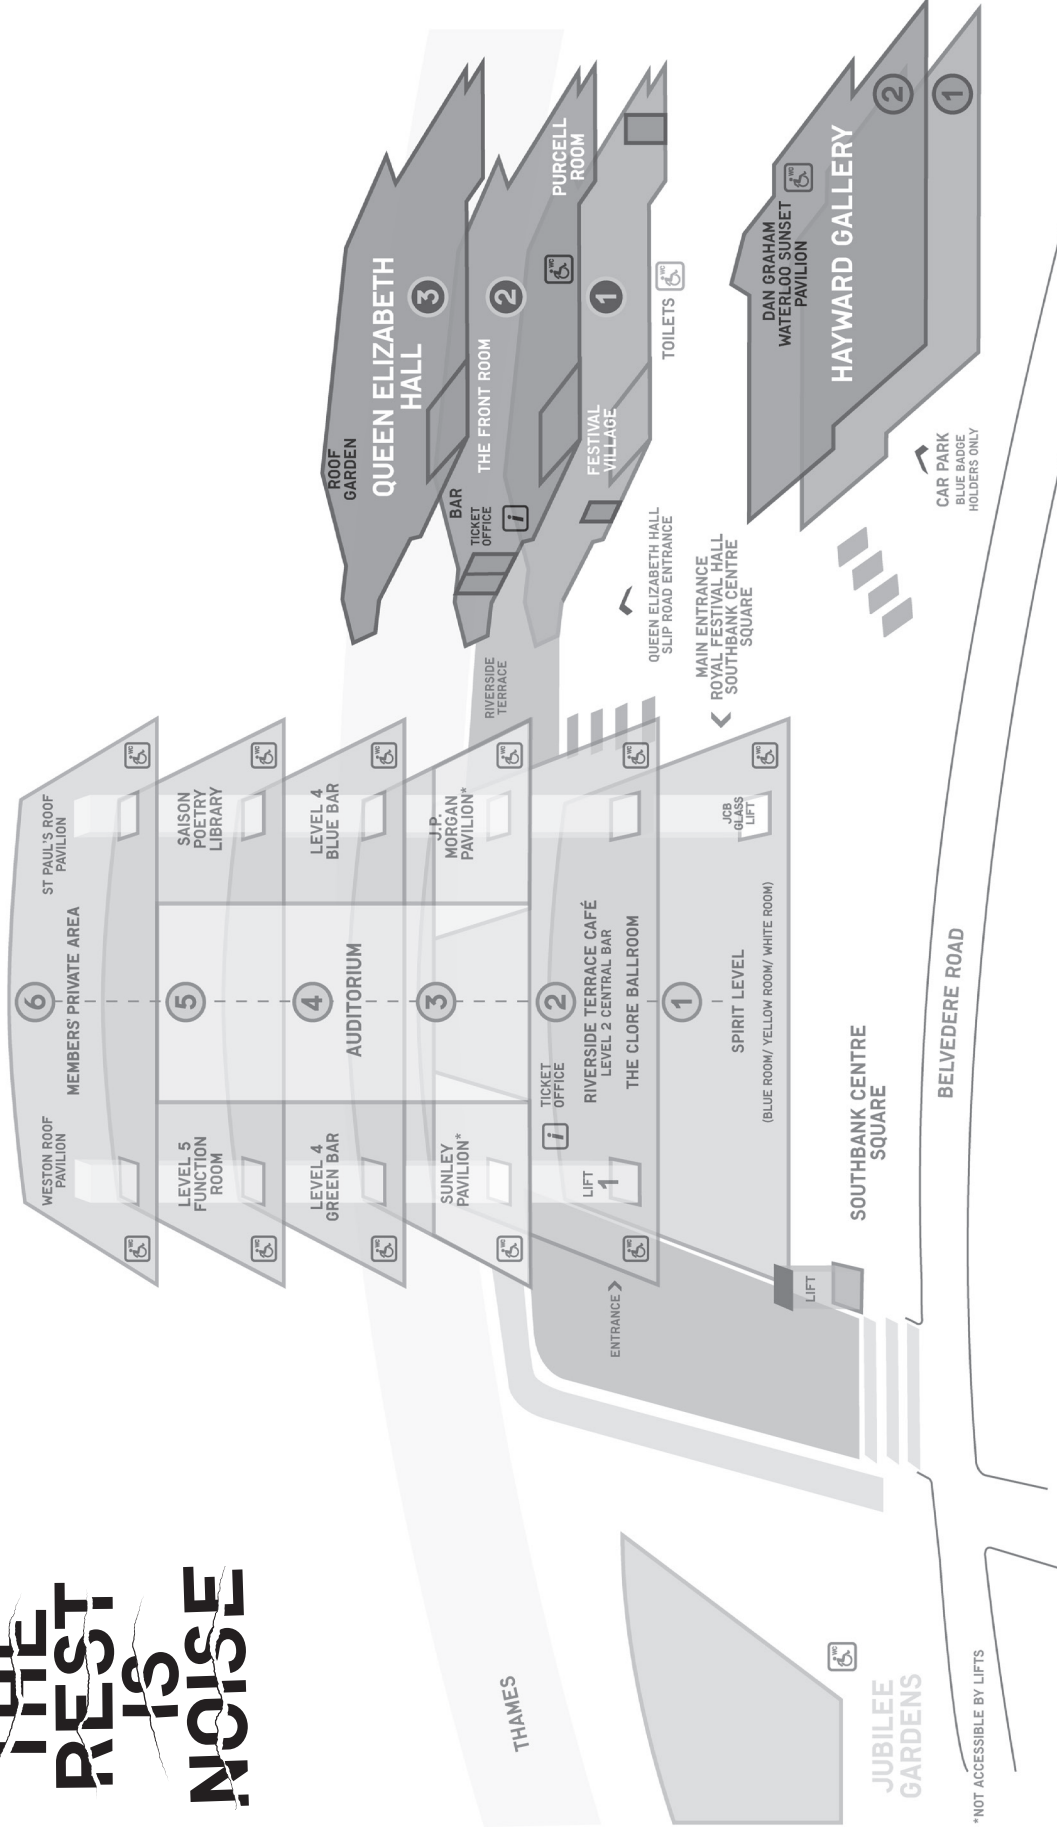 THE
REST
IS
NOISE
6
ST PAUL'S ROOF
PAVILION
MEMBERS' PRIVATE AREA
WESTON ROOF
PAVILION
5
SAISON
POETRY
LIBRARY
LEVEL 5
FUNCTION
ROOM
4
LEVEL 4
BLUE BAR
AUDITORIUM
LEVEL 4
GREEN BAR
3
J.P.
MORGAN
PAVILION*
SUNLEY
PAVILION*
2
TICKET
OFFICE
i
RIVERSIDE TERRACE CAFÉ
LEVEL 2 CENTRAL BAR
THE CLORE BALLROOM
LIFT
1
ENTRANCE
1
SPIRIT LEVEL
(BLUE ROOM/ YELLOW ROOM/ WHITE ROOM)
JCB
GLASS
LIFT
LIFT
RIVERSIDE
TERRACE
ROOF
GARDEN
QUEEN ELIZABETH
HALL
3
BAR
THE FRONT ROOM
2
TICKET
OFFICE
i
PURCELL
ROOM
FESTIVAL
VILLAGE
1
TOILETS
QUEEN ELIZABETH HALL
SLIP ROAD ENTRANCE
MAIN ENTRANCE
ROYAL FESTIVAL HALL
SOUTHBANK CENTRE
SQUARE
DAN GRAHAM
WATERLOO SUNSET
PAVILION
HAYWARD GALLERY
2
1
CAR PARK
BLUE BADGE
HOLDERS ONLY
SOUTHBANK CENTRE
SQUARE
BELVEDERE ROAD
THAMES
JUBILEE
GARDENS
*NOT ACCESSIBLE BY LIFTS